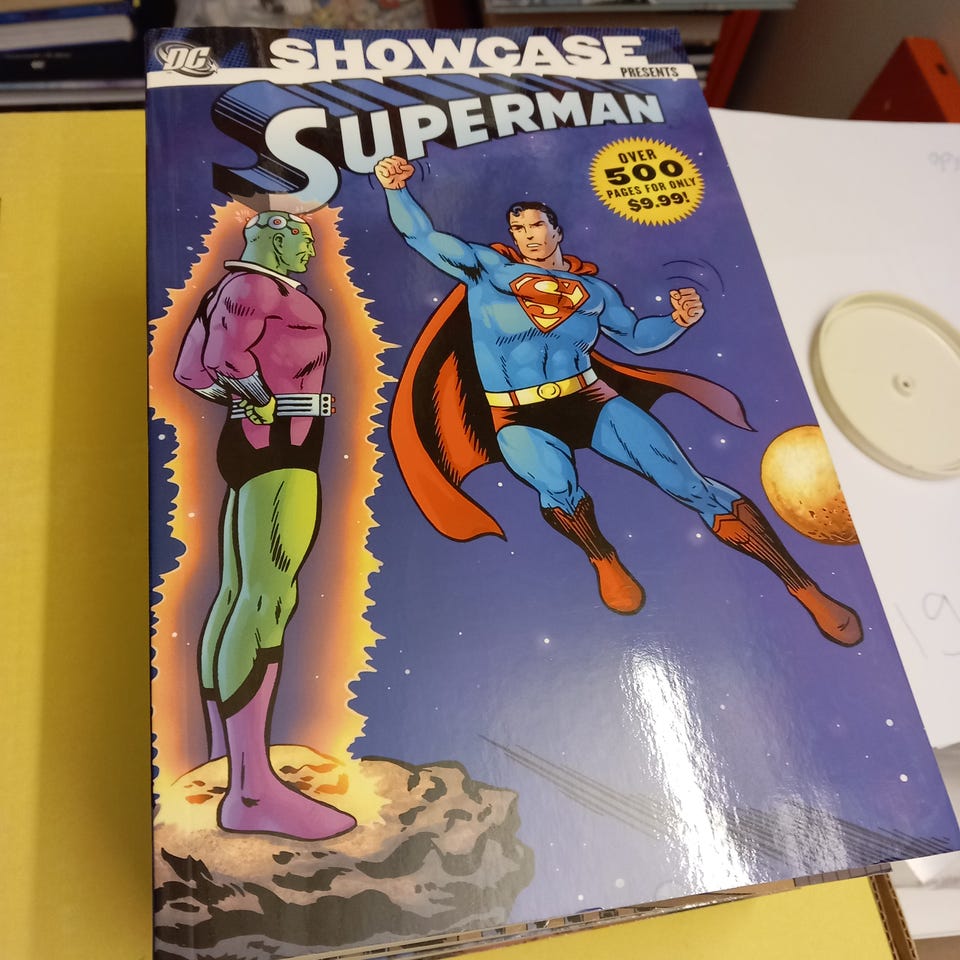 DC
SHOWCASE
PRESENTS
SUPERMAN
OVER
500
PAGES FOR ONLY
$9.99!
S